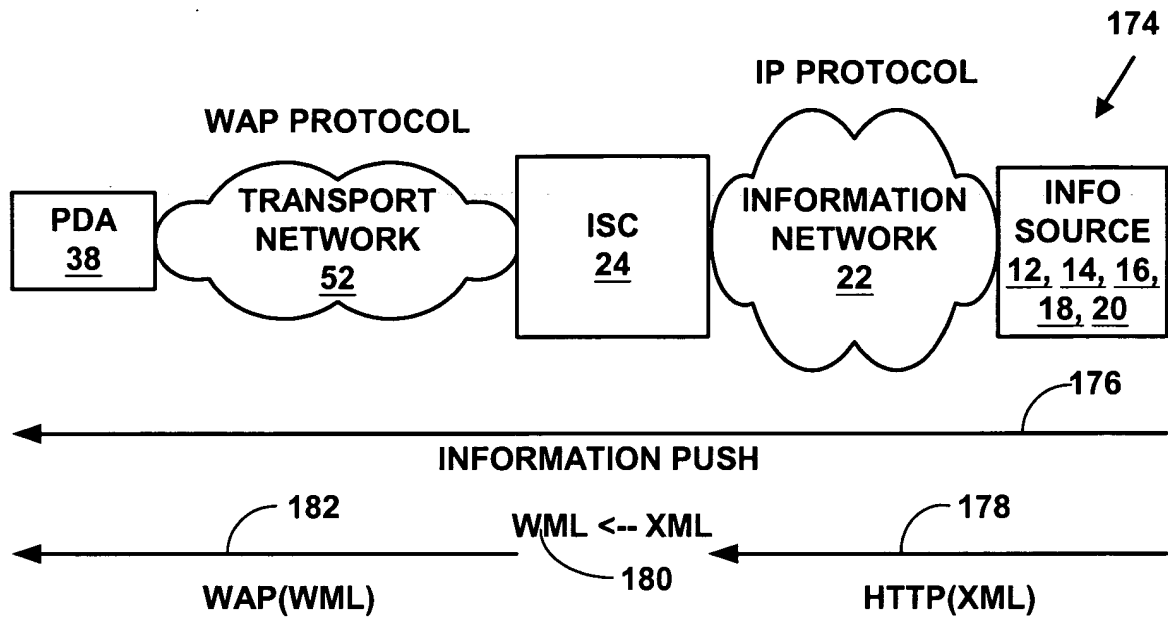 174
IP PROTOCOL
WAP PROTOCOL
PDA
38
TRANSPORT
NETWORK
52
ISC
24
INFORMATION
NETWORK
22
INFO
SOURCE
12, 14, 16,
18, 20
176
INFORMATION PUSH
182
WML <-- XML
178
180
WAP(WML)
HTTP(XML)